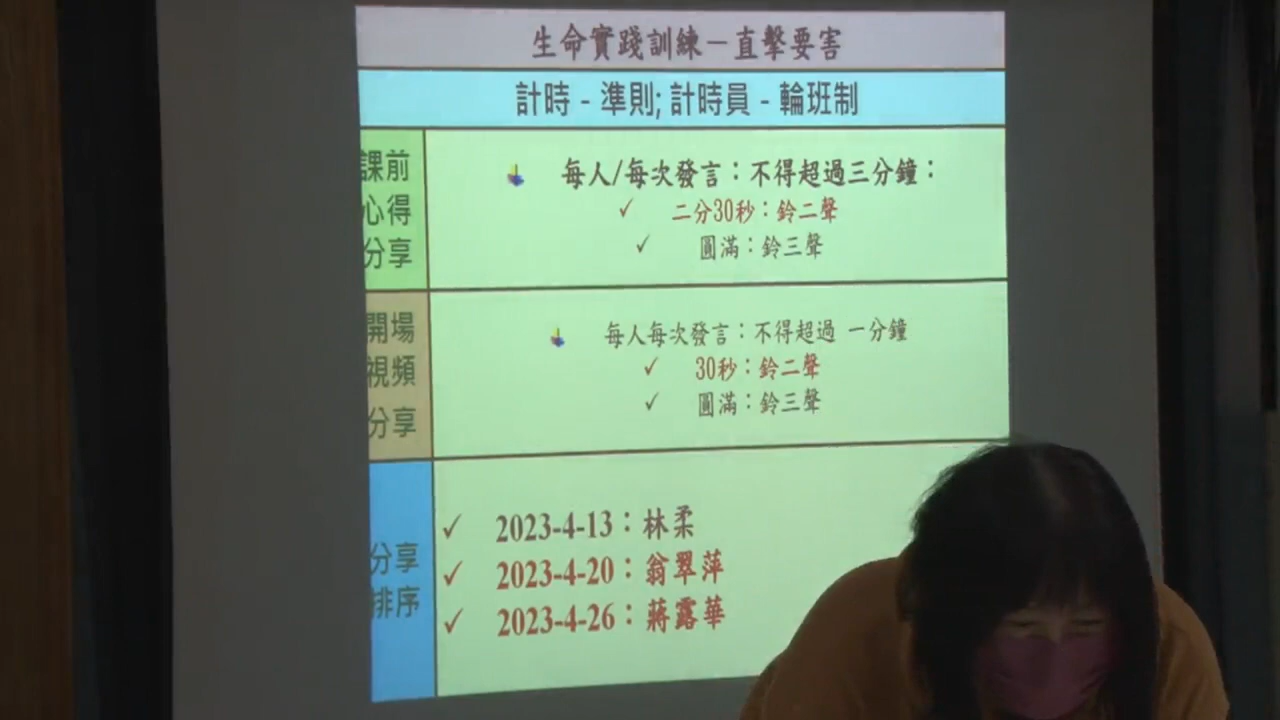 生命實踐訓練－直擊要害
計時 - 準則; 計時員 - 輪班制
課前
心得
分享
每人/每次發言：不得超過三分鐘：
✓ 二分30秒：鈴二聲
✓ 圓滿：鈴三聲
開場
視頻
分享
每人每次發言：不得超過 一分鐘
✓ 30秒：鈴二聲
✓ 圓滿：鈴三聲
分享
排序
✓ 2023-4-13：林柔
✓ 2023-4-20：翁翠萍
✓ 2023-4-26：蔣露華